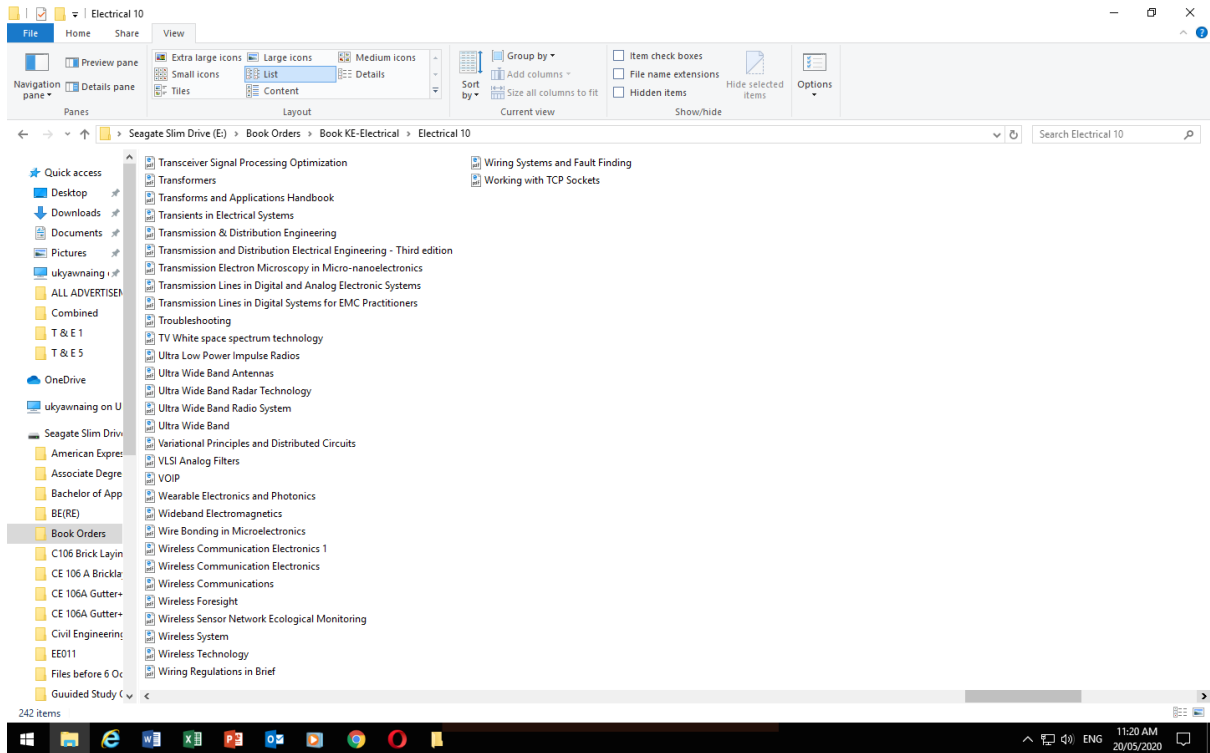 Electrical 10
File Home Share View
Preview pane
Navigation pane
Details pane
Panes
Extra large icons Large icons Medium icons
Small icons List Details
Tiles Content
Layout
Sort by
Group by
Add columns
Size all columns to fit
Current view
Item check boxes
File name extensions
Hidden items
Hide selected items
Show/hide
Options
Seagate Slim Drive (E:) > Book Orders > Book KE-Electrical > Electrical 10
Search Electrical 10
Quick access
Desktop
Downloads
Documents
Pictures
ukyawnaing
ALL ADVERTISEN
Combined
T & E 1
T & E 5
OneDrive
ukyawnaing on U
Seagate Slim Driv
American Expres
Associate Degre
Bachelor of App
BE(RE)
Book Orders
C106 Brick Layin
CE 106 A Brickla
CE 106A Gutter+
CE 106A Gutter+
Civil Engineering
EE011
Files before 6 Oc
Guuided Study (
Transceiver Signal Processing Optimization
Transformers
Transforms and Applications Handbook
Transients in Electrical Systems
Transmission & Distribution Engineering
Transmission and Distribution Electrical Engineering - Third edition
Transmission Electron Microscopy in Micro-nanoelectronics
Transmission Lines in Digital and Analog Electronic Systems
Transmission Lines in Digital Systems for EMC Practitioners
Troubleshooting
TV White space spectrum technology
Ultra Low Power Impulse Radios
Ultra Wide Band Antennas
Ultra Wide Band Radar Technology
Ultra Wide Band Radio System
Ultra Wide Band
Variational Principles and Distributed Circuits
VLSI Analog Filters
VOIP
Wearable Electronics and Photonics
Wideband Electromagnetics
Wire Bonding in Microelectronics
Wireless Communication Electronics 1
Wireless Communication Electronics
Wireless Communications
Wireless Foresight
Wireless Sensor Network Ecological Monitoring
Wireless System
Wireless Technology
Wiring Regulations in Brief
Wiring Systems and Fault Finding
Working with TCP Sockets
242 items
ENG
11:20 AM
20/05/2020